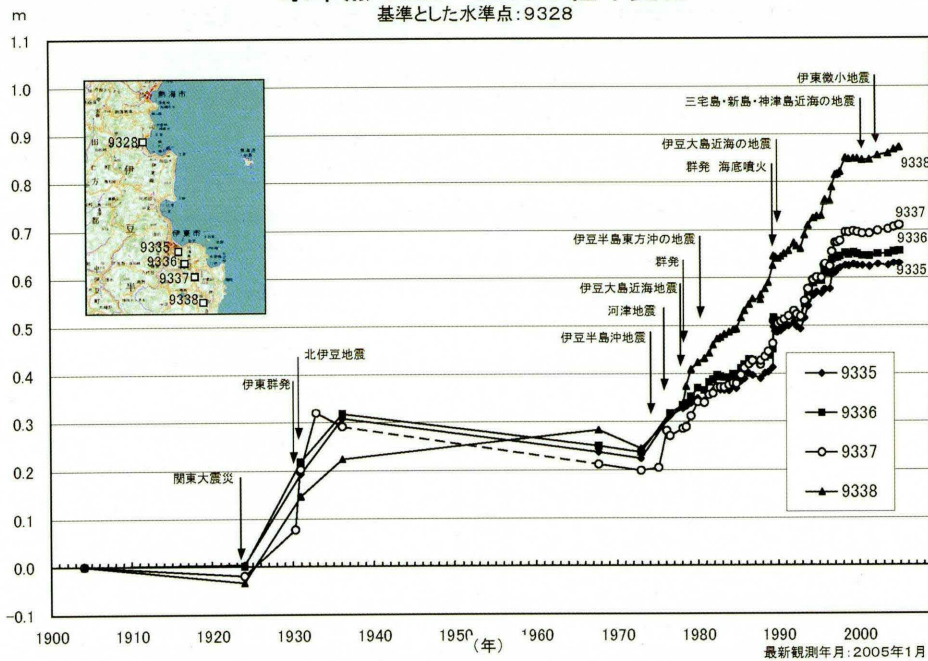 基準とした水準点:9328
m
1.1
1.0
0.9
0.8
0.7
0.6
0.5
0.4
0.3
0.2
0.1
0.0
-0.1
熱海市
9328
田
方
郡
伊
豆
半
伊東市
9335
9336
9337
9338
関東大震災
伊東群発
北伊豆地震
伊豆半島沖地震
河津地震
伊豆大島近海地震
群発
伊豆半島東方沖の地震
群発 海底噴火
伊豆大島近海の地震
三宅島・新島・神津島近海の地震
伊東微小地震
9338
9337
9336
9335
9335
9336
9337
9338
1900 1910 1920 1930 1940 1950 1960 1970 1980 1990 2000
(年)
最新観測年月:2005年1月